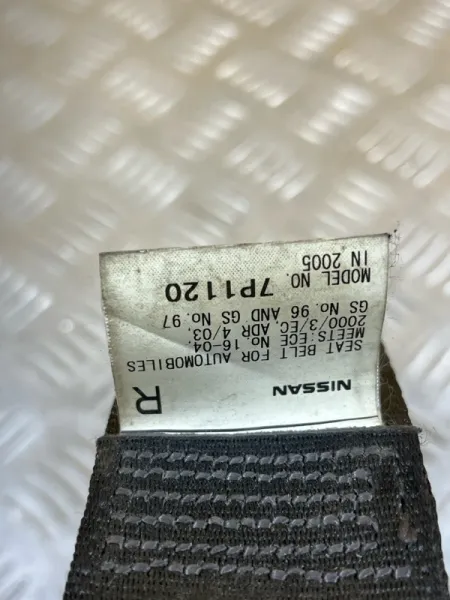 NISSAN R
SEAT BELT FOR AUTOMOBILES
MEETS:ECE No.16-04.
2000/3/EC. ADR 4/03.
GS No. 96 AND GS No. 97
MODEL NO. 7P1120
IN 2005